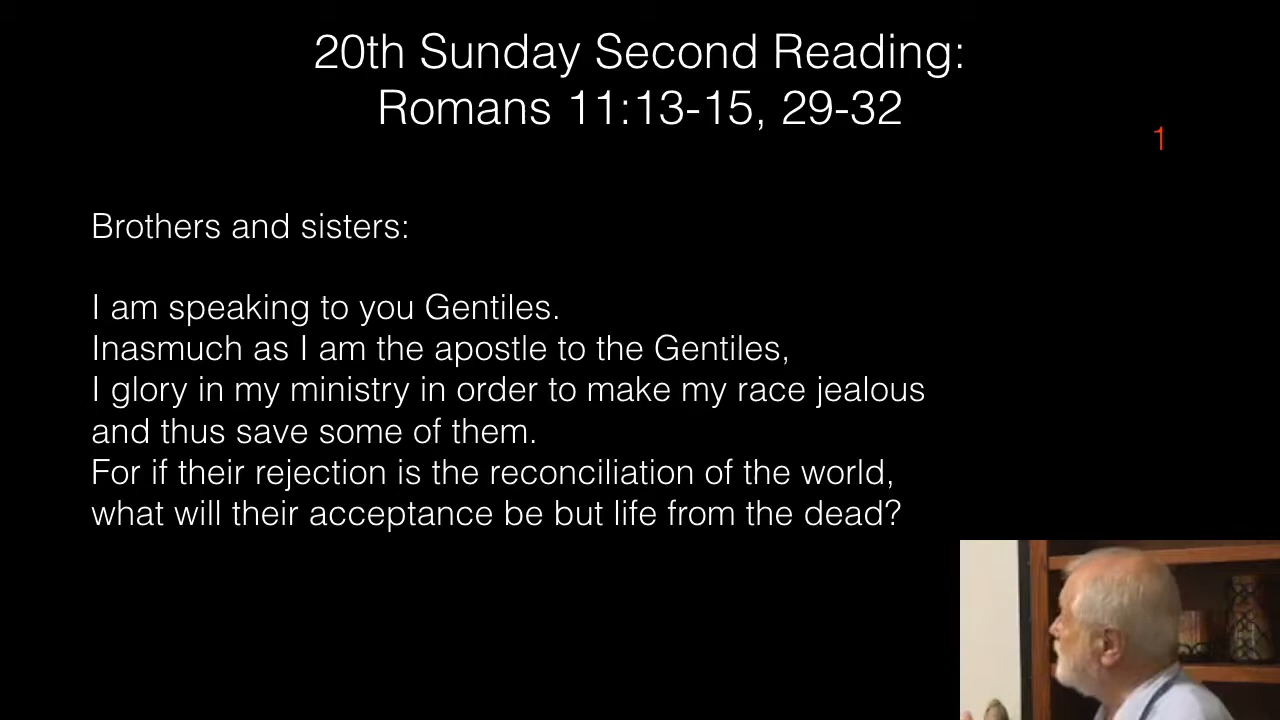 20th Sunday Second Reading:
Romans 11:13-15, 29-32
1
Brothers and sisters:
I am speaking to you Gentiles.
Inasmuch as I am the apostle to the Gentiles,
I glory in my ministry in order to make my race jealous
and thus save some of them.
For if their rejection is the reconciliation of the world,
what will their acceptance be but life from the dead?